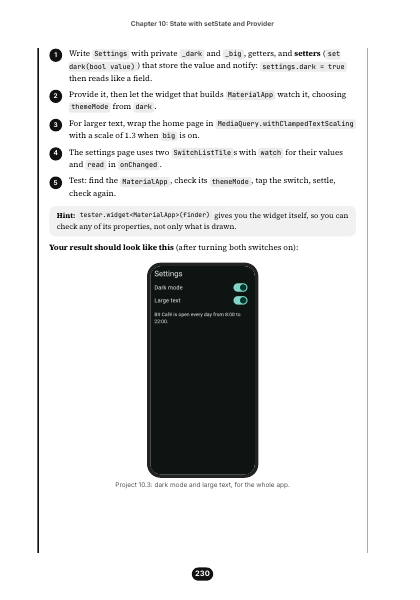 Chapter 10: State with setState and Provider
1 Write Settings with private _dark and _big, getters, and setters (set
dark(bool value)) that store the value and notify: settings.dark = true
then reads like a field.
2 Provide it, then let the widget that builds MaterialApp watch it, choosing
themeMode from dark.
3 For larger text, wrap the home page in MediaQuery.withClampedTextScaling
with a scale of 1.3 when big is on.
4 The settings page uses two SwitchListTiles with watch for their values
and read in onChanged.
5 Test: find the MaterialApp, check its themeMode, tap the switch, settle,
check again.
Hint: tester.widget<MaterialApp>(finder) gives you the widget itself, so you can
check any of its properties, not only what is drawn.
Your result should look like this (after turning both switches on):
Settings
Dark mode
Large text
Bit Café is open every day from 8:00 to
22:00.
Project 10.3: dark mode and large text, for the whole app.
230